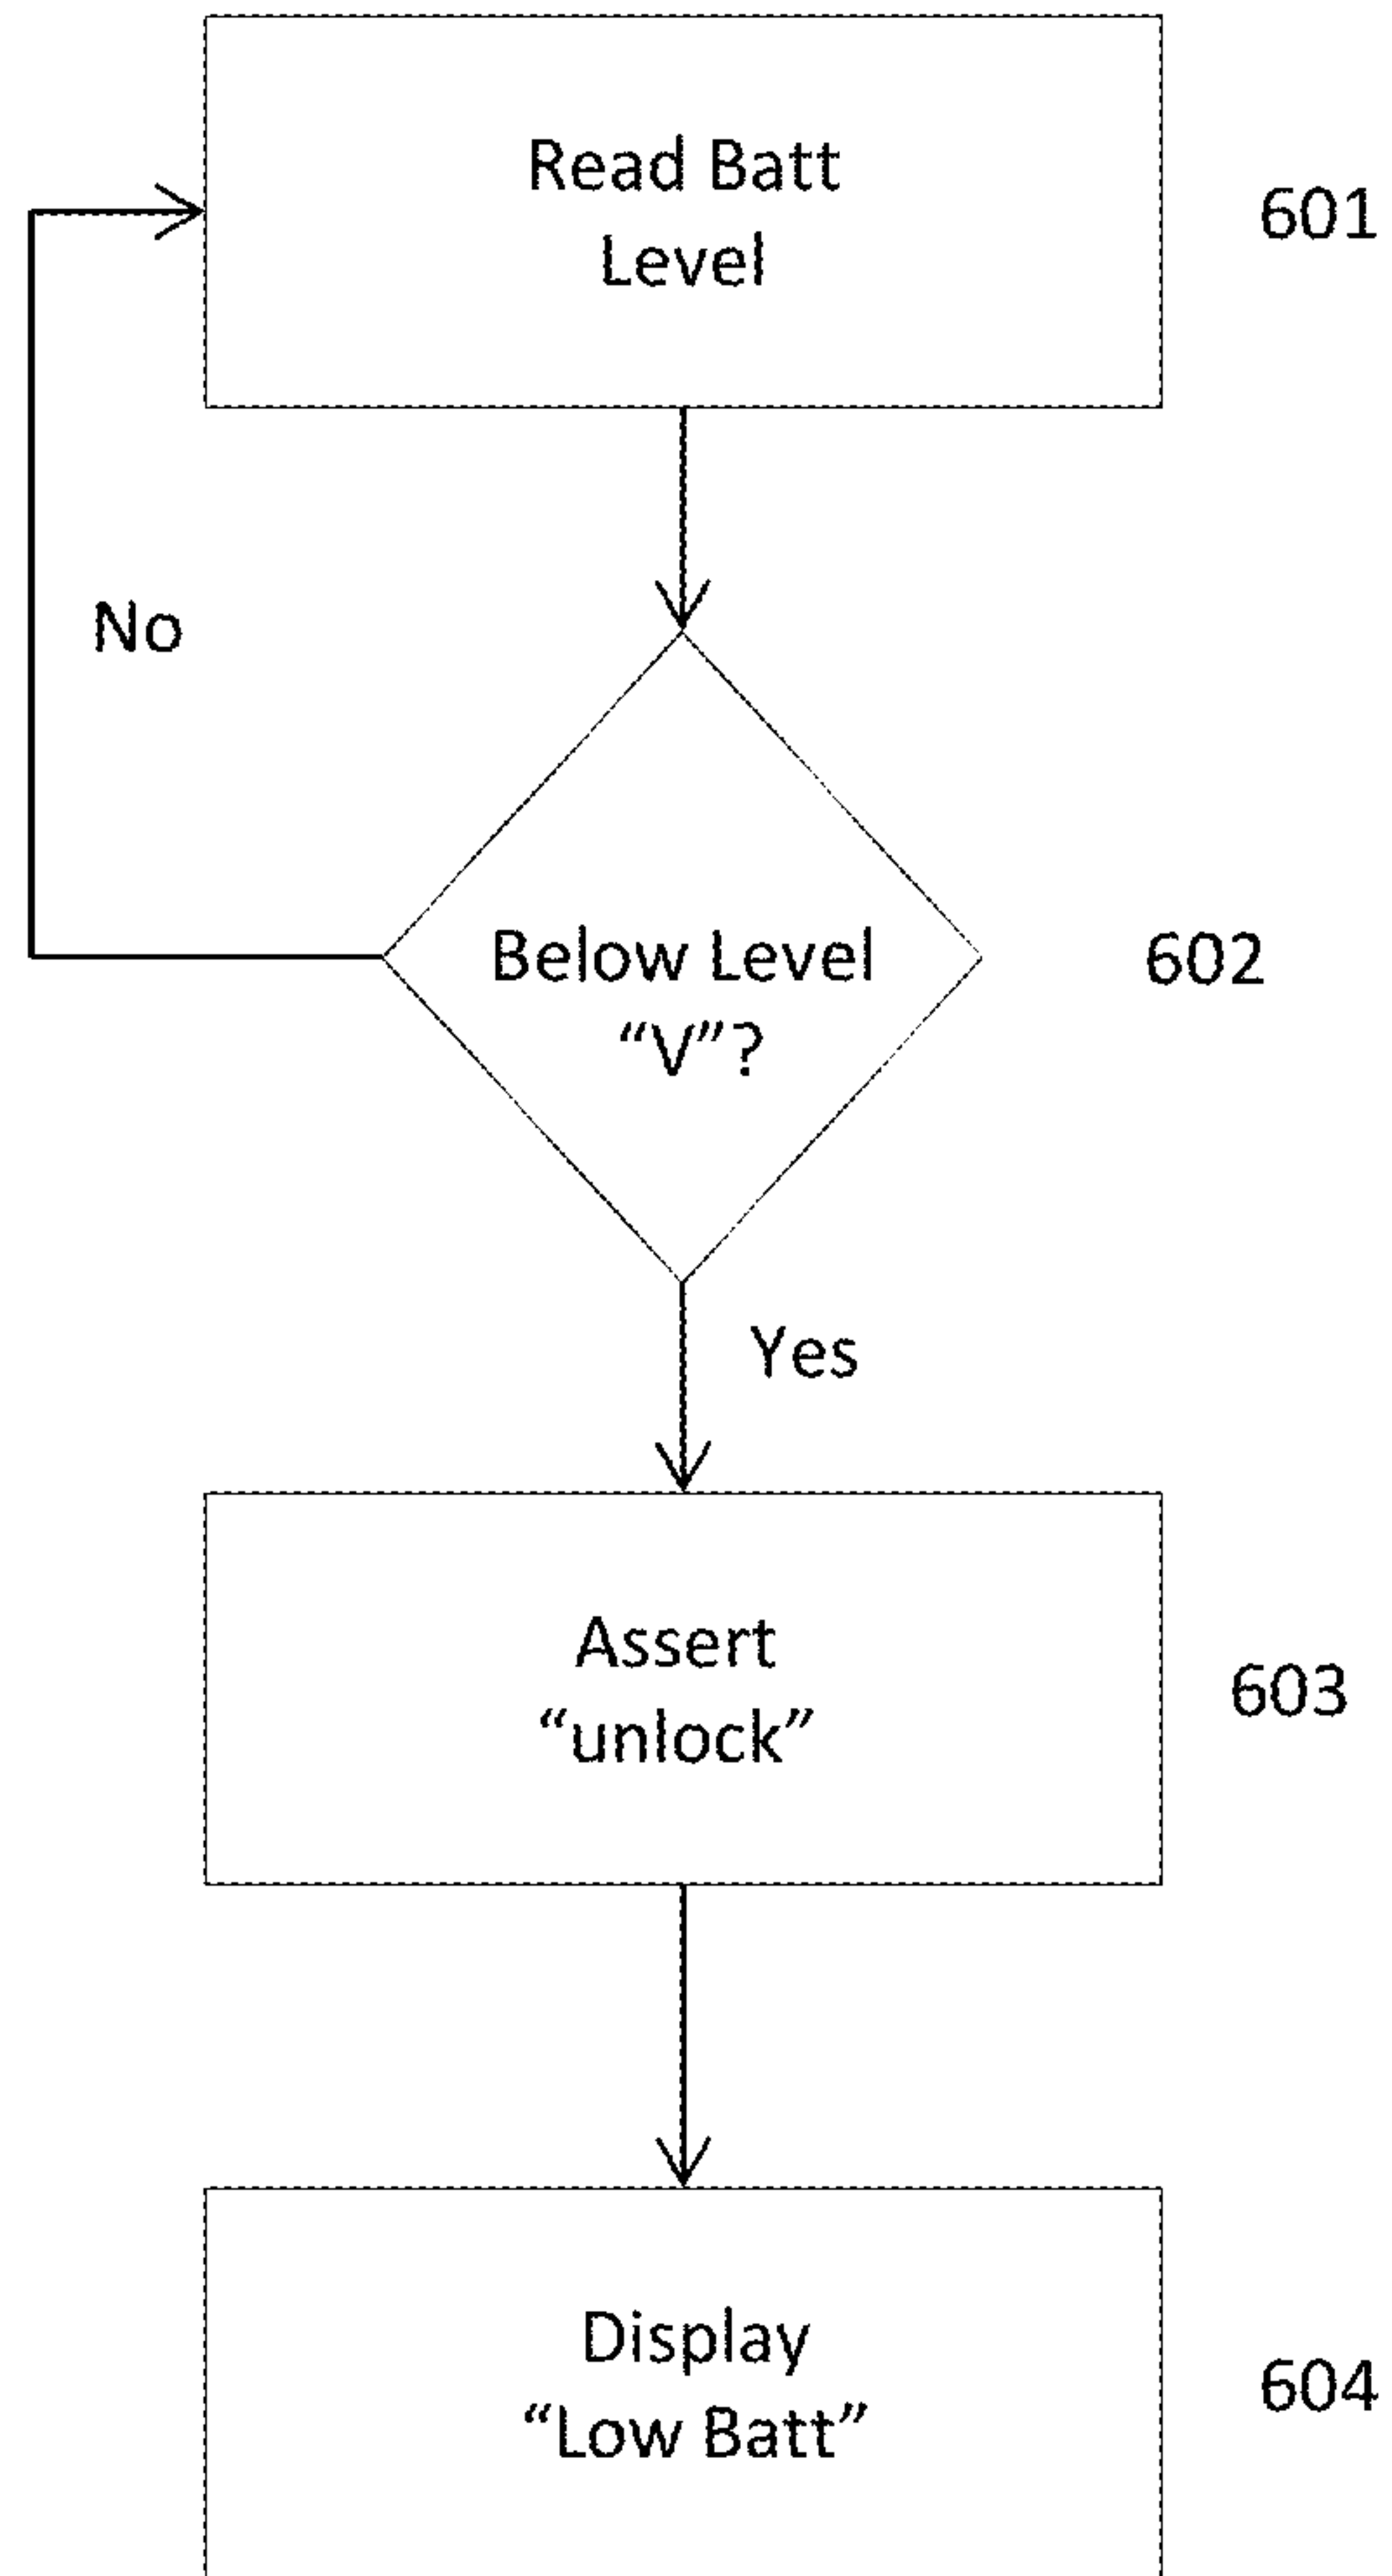 Read Batt
Level
601
No
Below Level
“V”?
602
Yes
Assert
“unlock”
603
Display
“Low Batt”
604